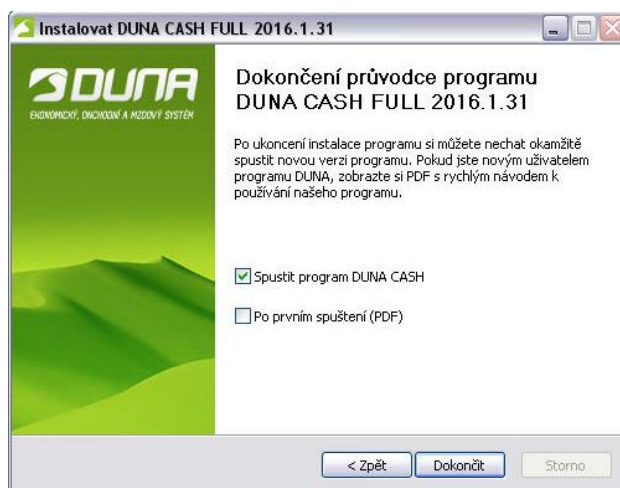 Instalovat DUNA CASH FULL 2016.1.31
DUNA
EKONOMICKÝ, OBCHODNÍ A MZDOVÝ SYSTÉM
Dokončení průvodce programu
DUNA CASH FULL 2016.1.31
Po ukoncení instalace programu si můžete nechat okamžitě
spustit novou verzi programu. Pokud jste novým uživatelem
programu DUNA, zobrazte si PDF s rychlým návodem k
používání našeho programu.
Spustit program DUNA CASH
Po prvním spuštení (PDF)
< Zpět
Dokončit
Storno